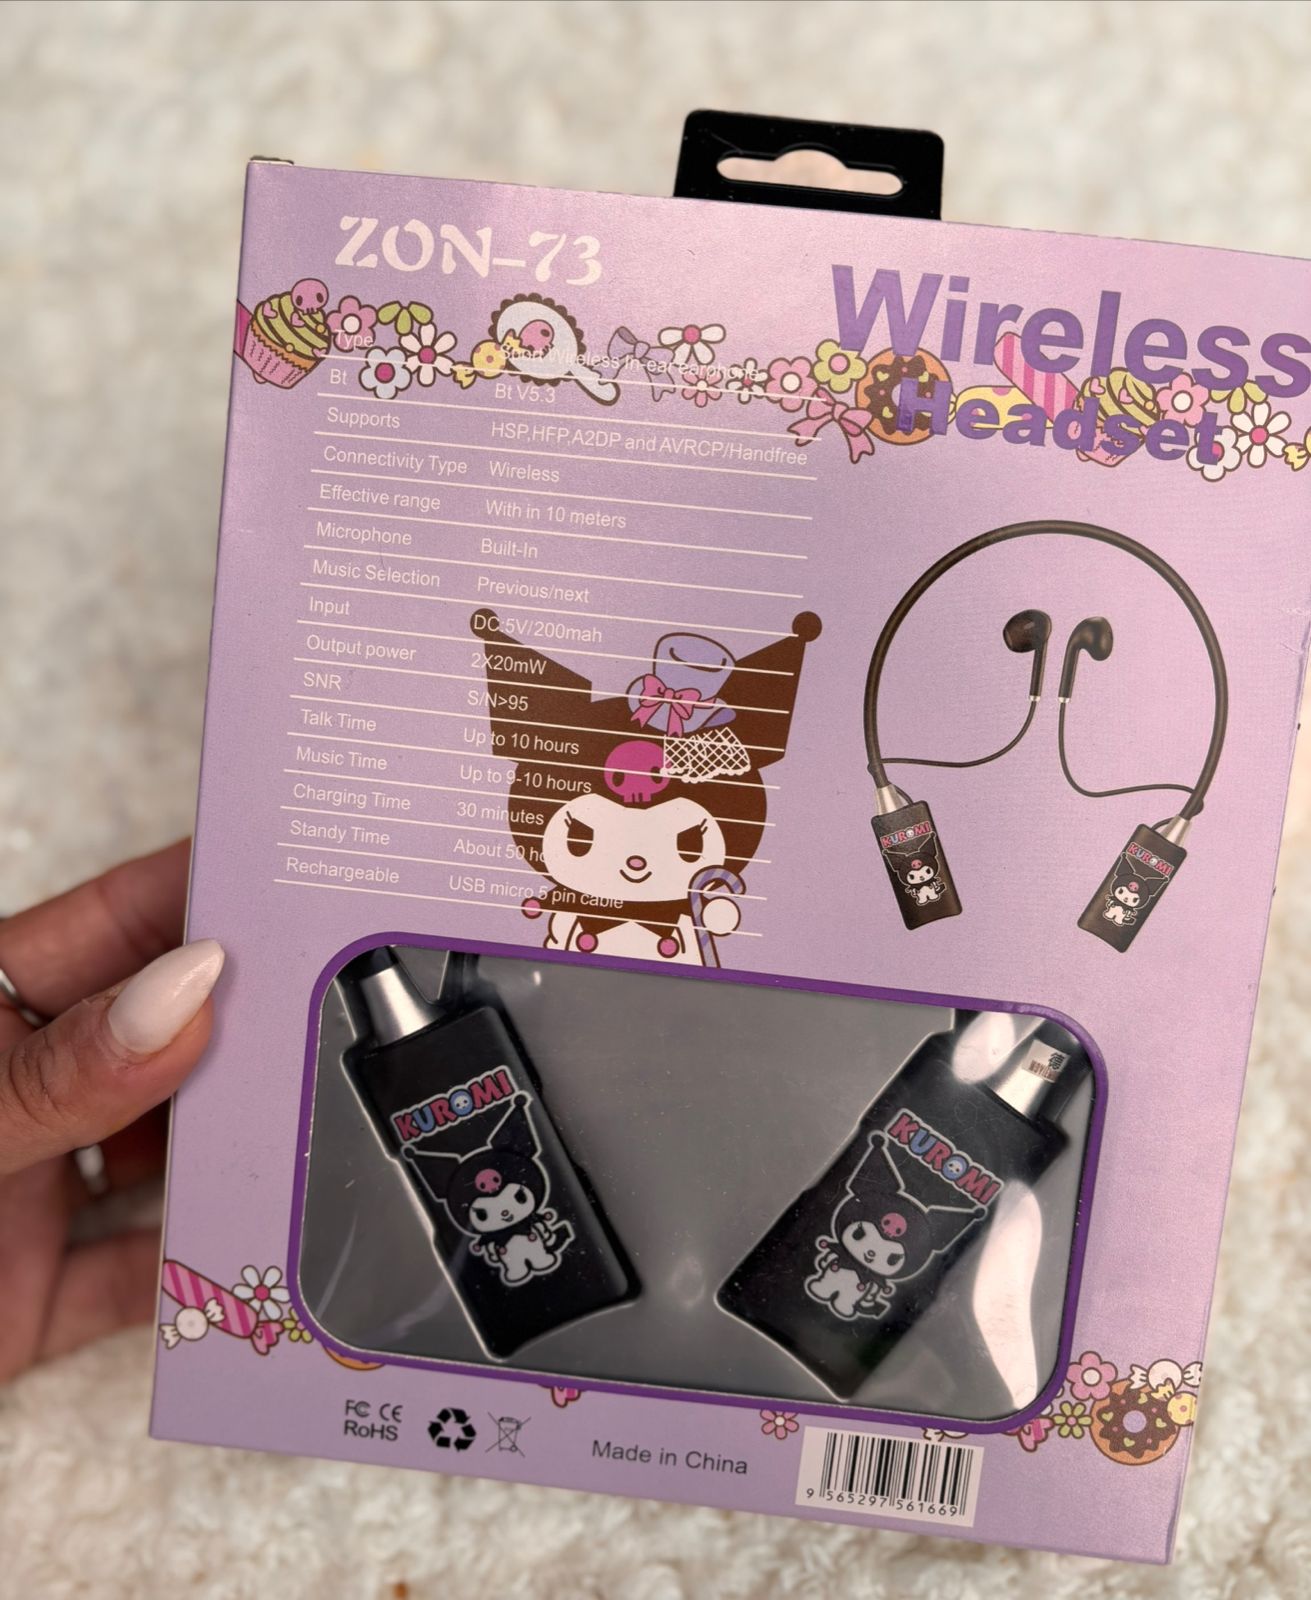 ZON-73
Wireless
Headset
Type Sport Wireless In-ear earphone
Bt Bt V5.3
Supports HSP,HFP,A2DP and AVRCP/Handfree
Connectivity Type Wireless
Effective range With in 10 meters
Microphone Built-In
Music Selection Previous/next
Input DC:5V/200mah
Output power 2X20mW
SNR S/N>95
Talk Time Up to 10 hours
Music Time Up to 9-10 hours
Charging Time 30 minutes
Standy Time About 50
Rechargeable USB micro 5 pin cable
KUROMI
KUROMI
KUROMI
KUROMI
FC CE
RoHS
Made in China
9 565297 561669